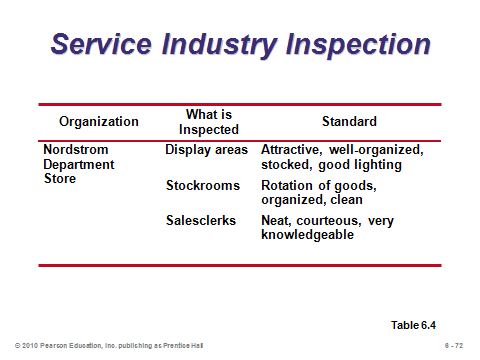 Service Industry Inspection
Organization
What is
Inspected
Standard
Nordstrom
Department
Store
Display areas
Attractive, well-organized,
stocked, good lighting
Stockrooms
Rotation of goods,
organized, clean
Salesclerks
Neat, courteous, very
knowledgeable
Table 6.4
© 2010 Pearson Education, Inc. publishing as Prentice Hall
6 - 72